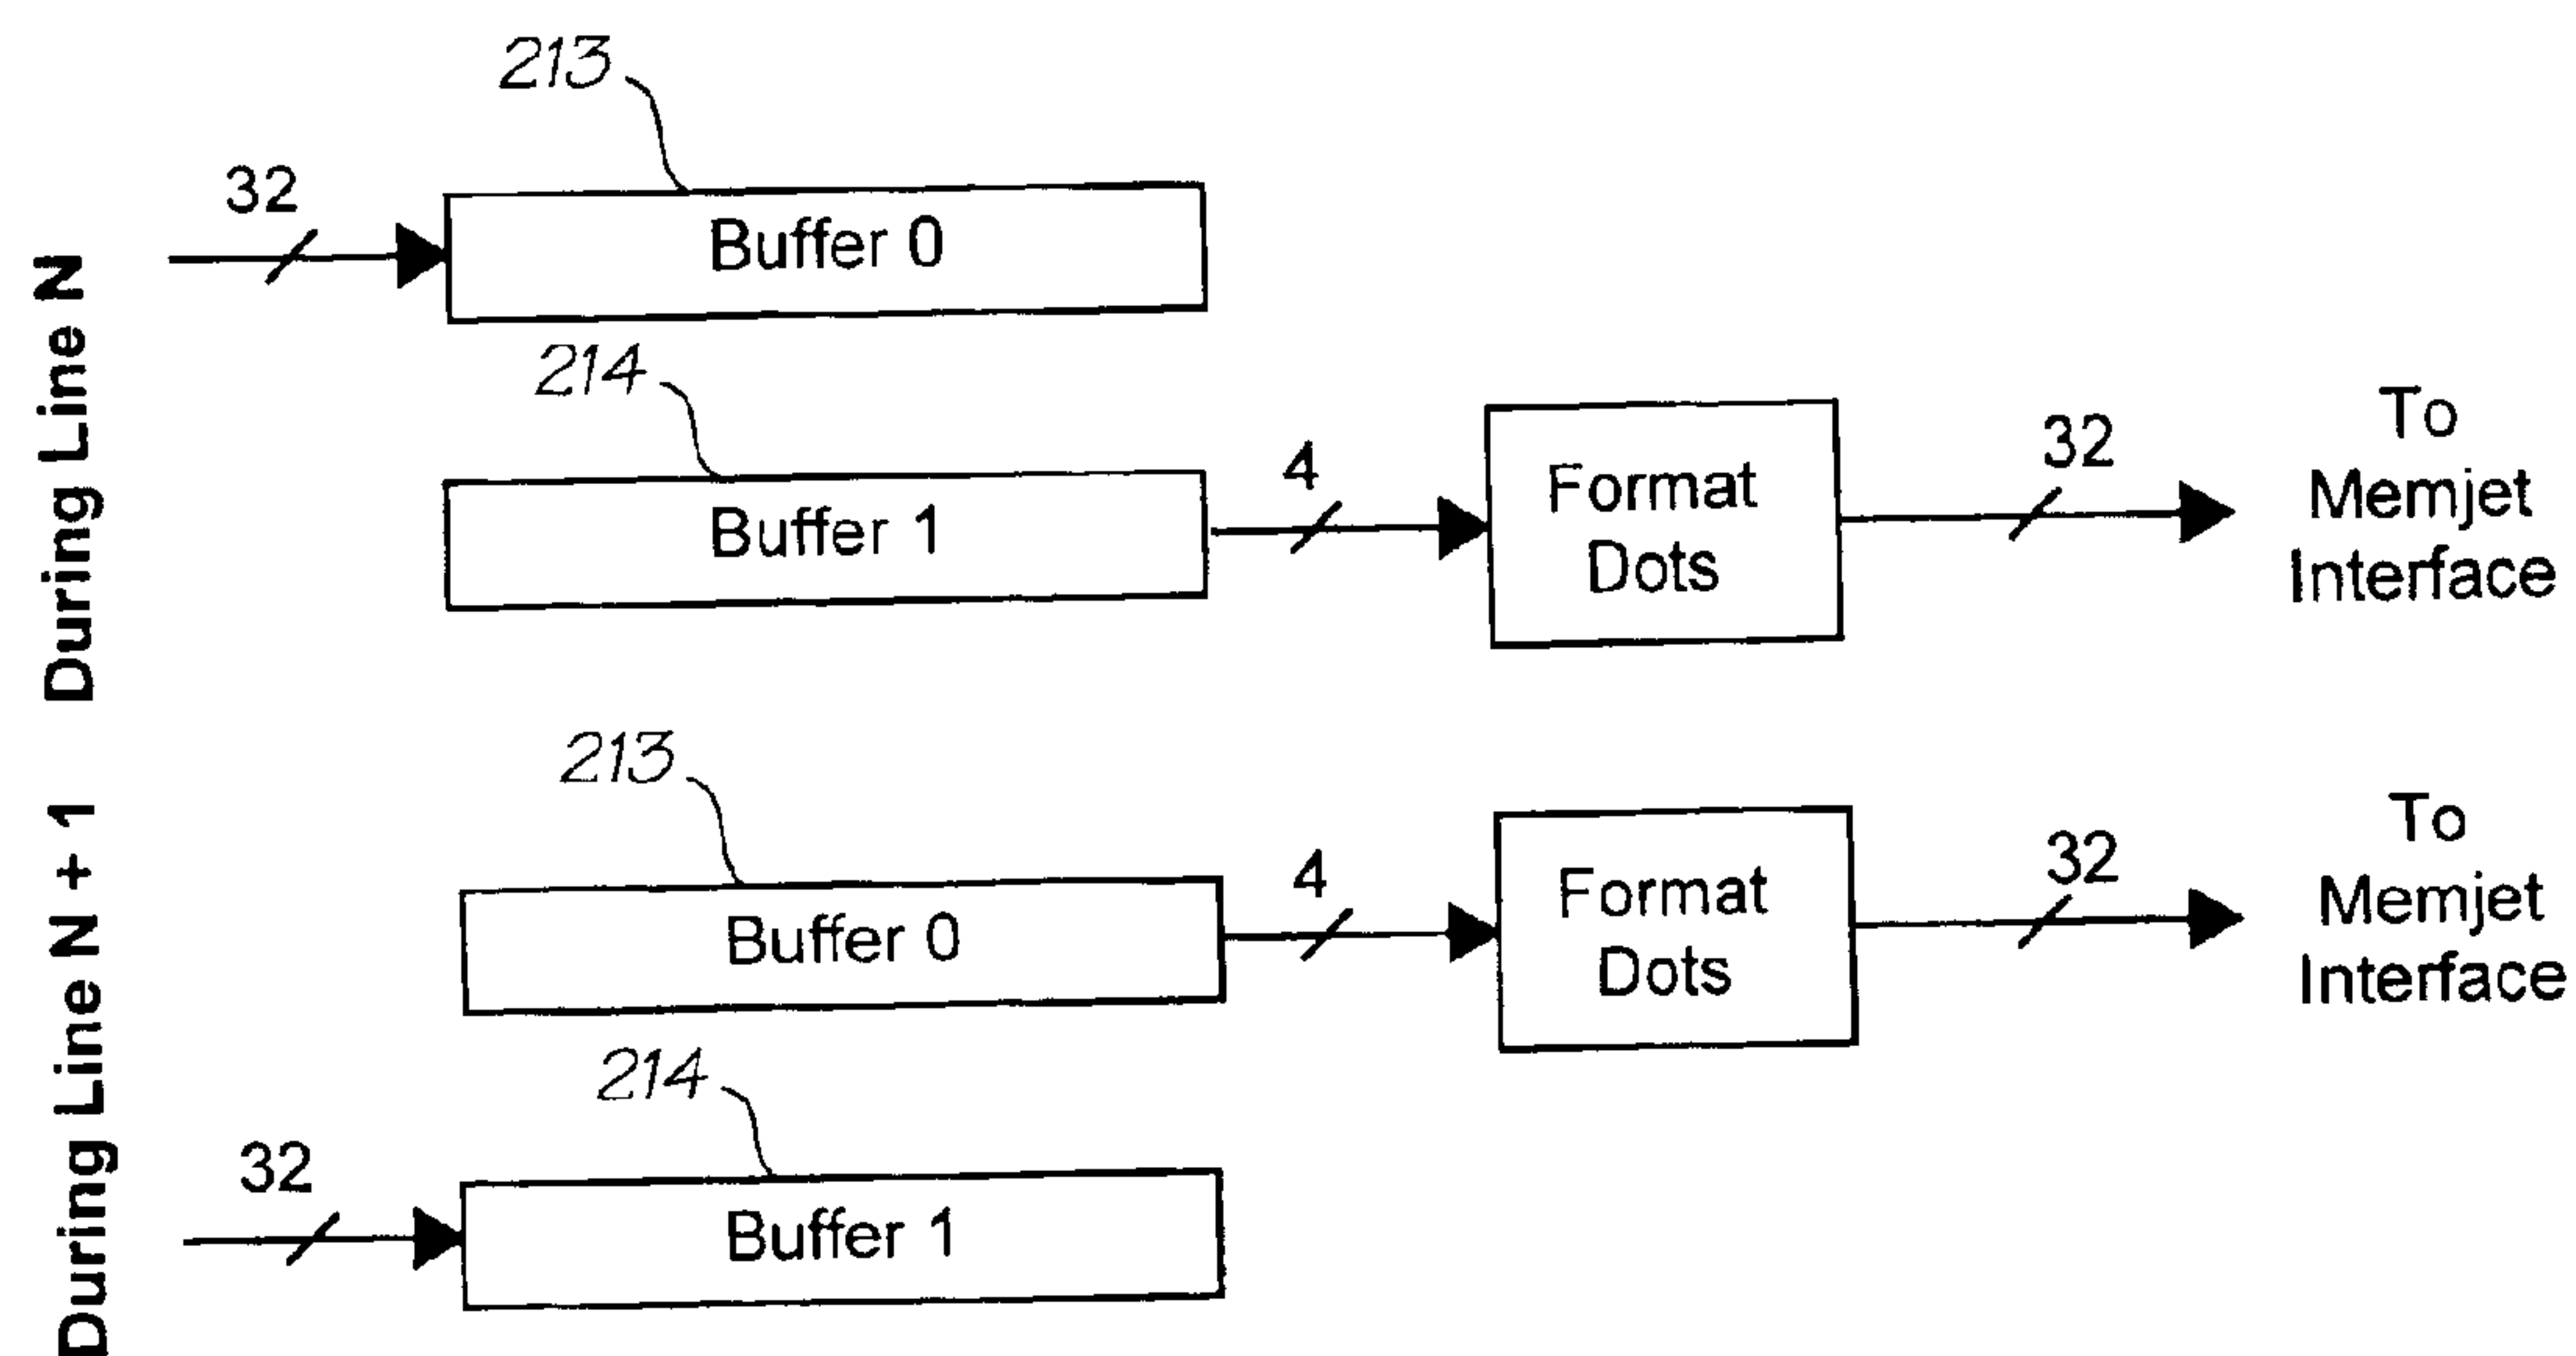 213
32
Buffer 0
During Line N
214
Buffer 1
4
Format
Dots
32
To
Memjet
Interface
213
Buffer 0
4
Format
Dots
32
To
Memjet
Interface
During Line N + 1
214
32
Buffer 1